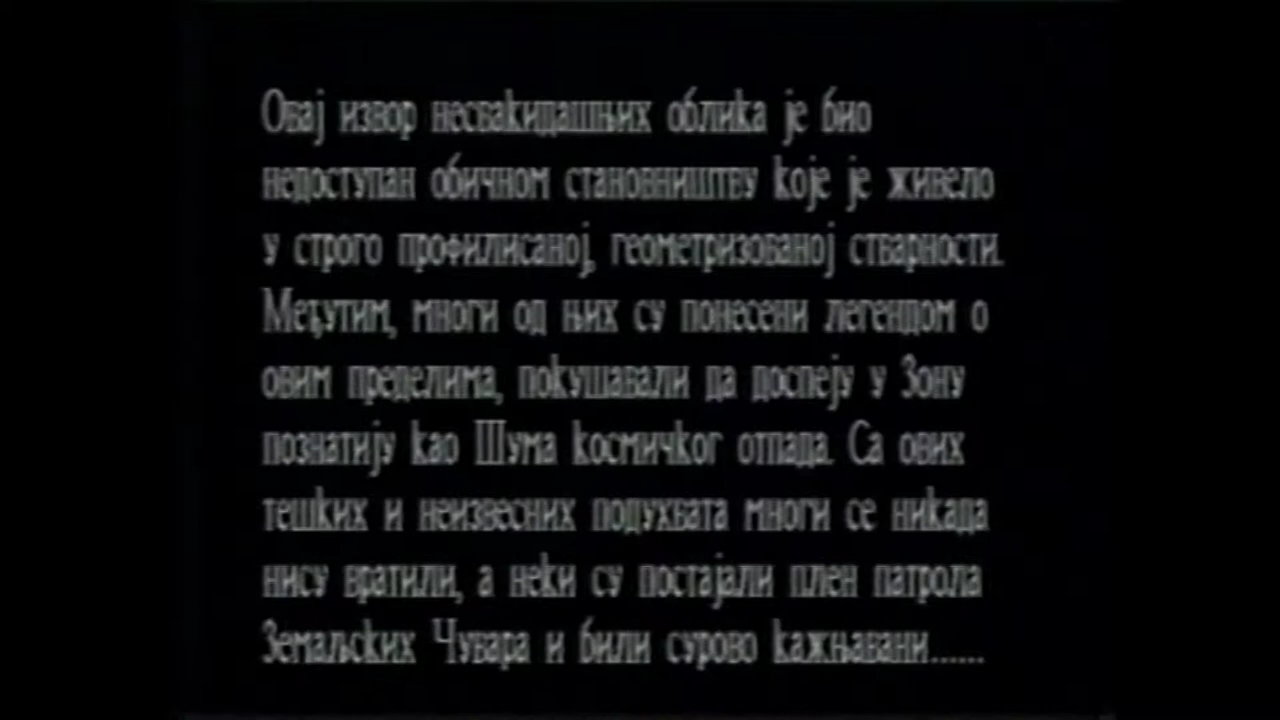 Овај извор несвакидашњих облика је био
недоступан обичном становништву које је живело
у строго профилисаној, геометризованој стварности.
Међутим, многи од њих су понесени легендом о
овим пределима, покушавали да доспеју у Зону
познатију као Шума космичког отпада. Са ових
тешких и неизвесних подухвата многи се никада
нису вратили, а неки су постајали плен патрола
Земаљских Чувара и били сурово кажњавани......